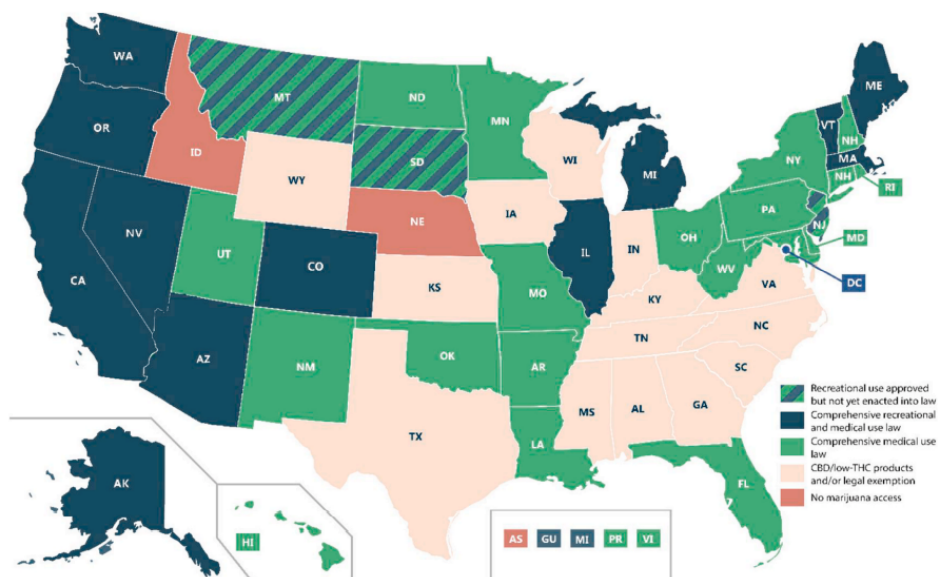 WA
ME
MT
ND
MN
VT
NH
OR
ID
SD
WI
NY
MA
WY
MI
NH
RI
IA
PA
NE
NV
OH
NJ
MD
UT
IL
IN
CO
WV
DC
CA
KS
MO
VA
KY
NC
TN
AZ
OK
NM
AR
SC
MS
AL
GA
TX
LA
FL
AK
HI
Recreational use approved
but not yet enacted into law
Comprehensive recreational
and medical use law
Comprehensive medical use
law
CBD/low-THC products
and/or legal exemption
No marijuana access
AS GU MI PR VI